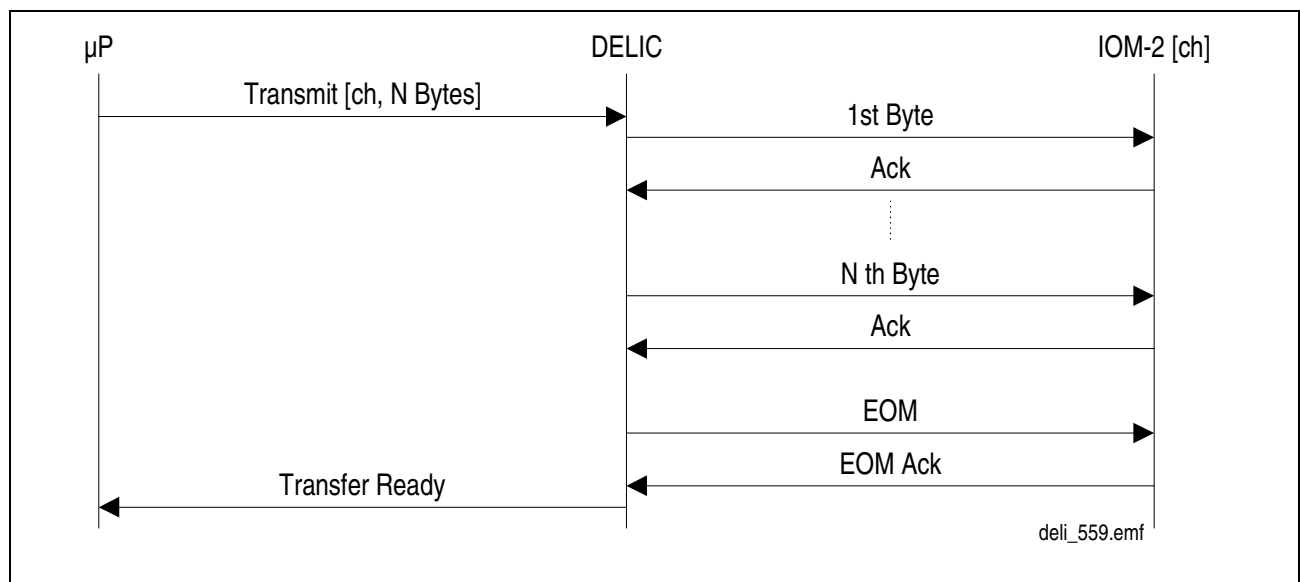 µP DELIC IOM-2 [ch]
Transmit [ch, N Bytes]
1st Byte
Ack
N th Byte
Ack
EOM
EOM Ack
Transfer Ready
deli_559.emf